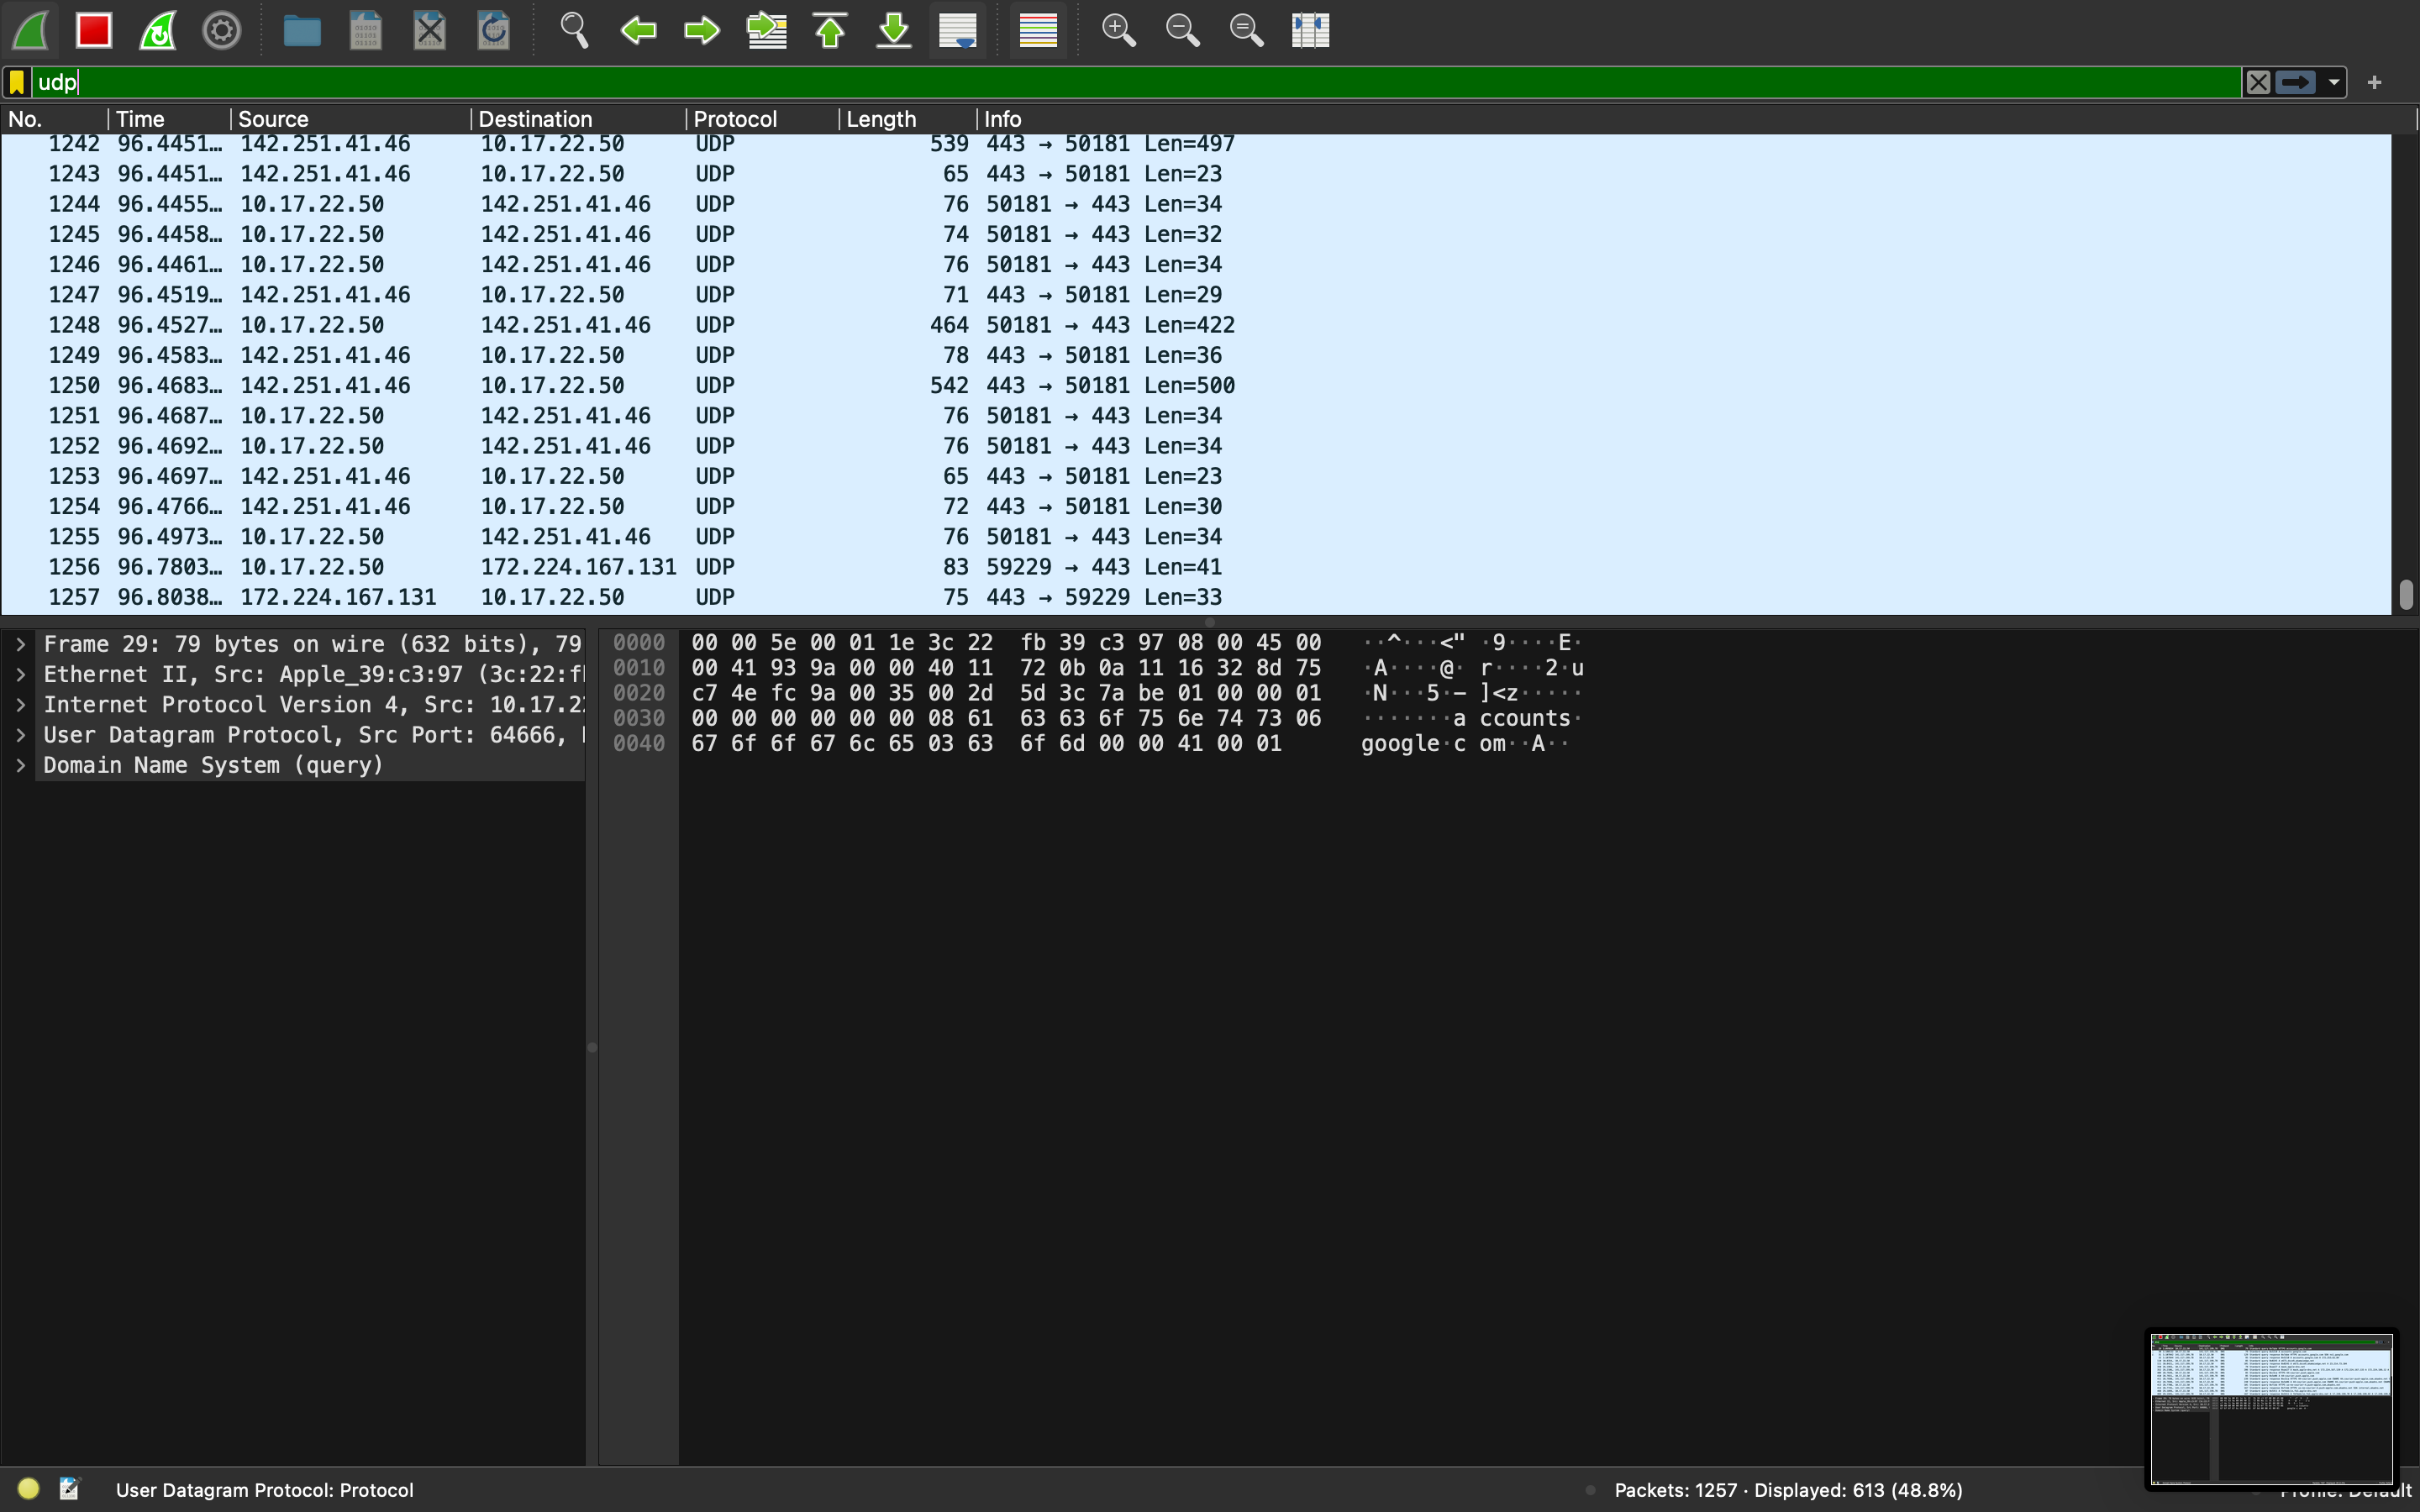 udp
No. Time Source Destination Protocol Length Info
1242 96.4451… 142.251.41.46 10.17.22.50 UDP 539 443 → 50181 Len=497
1243 96.4451… 142.251.41.46 10.17.22.50 UDP 65 443 → 50181 Len=23
1244 96.4455… 10.17.22.50 142.251.41.46 UDP 76 50181 → 443 Len=34
1245 96.4458… 10.17.22.50 142.251.41.46 UDP 74 50181 → 443 Len=32
1246 96.4461… 10.17.22.50 142.251.41.46 UDP 76 50181 → 443 Len=34
1247 96.4519… 142.251.41.46 10.17.22.50 UDP 71 443 → 50181 Len=29
1248 96.4527… 10.17.22.50 142.251.41.46 UDP 464 50181 → 443 Len=422
1249 96.4583… 142.251.41.46 10.17.22.50 UDP 78 443 → 50181 Len=36
1250 96.4683… 142.251.41.46 10.17.22.50 UDP 542 443 → 50181 Len=500
1251 96.4687… 10.17.22.50 142.251.41.46 UDP 76 50181 → 443 Len=34
1252 96.4692… 10.17.22.50 142.251.41.46 UDP 76 50181 → 443 Len=34
1253 96.4697… 142.251.41.46 10.17.22.50 UDP 65 443 → 50181 Len=23
1254 96.4766… 142.251.41.46 10.17.22.50 UDP 72 443 → 50181 Len=30
1255 96.4973… 10.17.22.50 142.251.41.46 UDP 76 50181 → 443 Len=34
1256 96.7803… 10.17.22.50 172.224.167.131 UDP 83 59229 → 443 Len=41
1257 96.8038… 172.224.167.131 10.17.22.50 UDP 75 443 → 59229 Len=33
Frame 29: 79 bytes on wire (632 bits), 79
Ethernet II, Src: Apple_39:c3:97 (3c:22:f
Internet Protocol Version 4, Src: 10.17.2
User Datagram Protocol, Src Port: 64666,
Domain Name System (query)
0000 00 00 5e 00 01 1e 3c 22 fb 39 c3 97 08 00 45 00 ··^···<" ·9····E·
0010 00 41 93 9a 00 00 40 11 72 0b 0a 11 16 32 8d 75 ·A····@· r····2·u
0020 c7 4e fc 9a 00 35 00 2d 5d 3c 7a be 01 00 00 01 ·N···5·- ]<z·····
0030 00 00 00 00 00 00 08 61 63 63 6f 75 6e 74 73 06 ·······a ccounts·
0040 67 6f 6f 67 6c 65 03 63 6f 6d 00 00 41 00 01 google·c om··A··
User Datagram Protocol: Protocol
Packets: 1257 · Displayed: 613 (48.8%)
Profile: Default